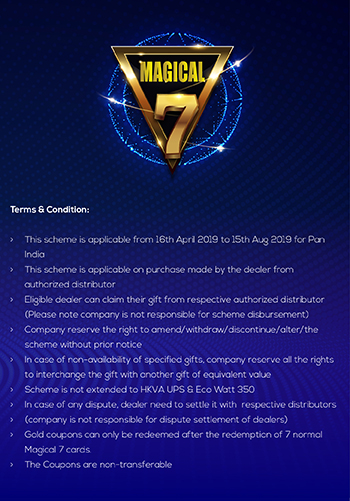 MAGICAL
7
Terms & Condition:
> This scheme is applicable from 16th April 2019 to 15th Aug 2019 for Pan
India
> This scheme is applicable on purchase made by the dealer from
authorized distributor
> Eligible dealer can claim their gift from respective authorized distributor
(Please note company is not responsible for scheme disbursement)
> Company reserve the right to amend/withdraw/discontinue/alter/the
scheme without prior notice
> In case of non-availability of specified gifts, company reserve all the rights
to interchange the gift with another gift of equivalent value
> Scheme is not extended to HKVA UPS & Eco Watt 350
> In case of any dispute, dealer need to settle it with respective distributors
> (company is not responsible for dispute settlement of dealers)
> Gold coupons can only be redeemed after the redemption of 7 normal
Magical 7 cards.
> The Coupons are non-transferable